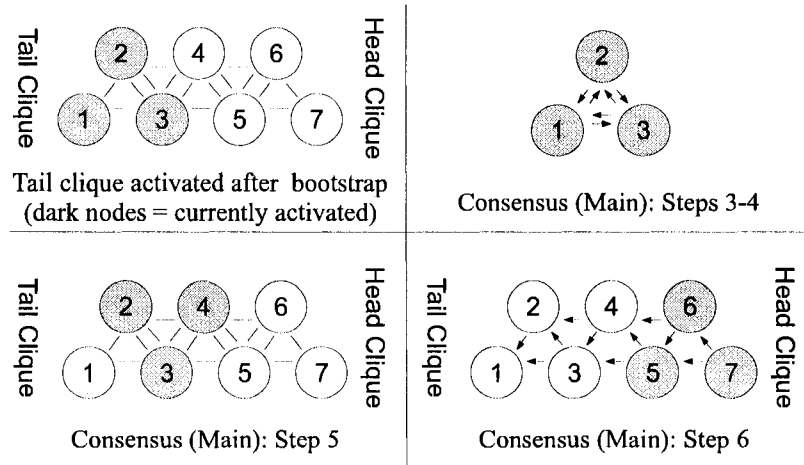 Tail Clique
2
4
6
1
3
5
7
Head Clique
Tail clique activated after bootstrap
(dark nodes = currently activated)
2
1
3
Consensus (Main): Steps 3-4
Tail Clique
2
4
6
1
3
5
7
Head Clique
Consensus (Main): Step 5
Tail Clique
2
4
6
1
3
5
7
Head Clique
Consensus (Main): Step 6